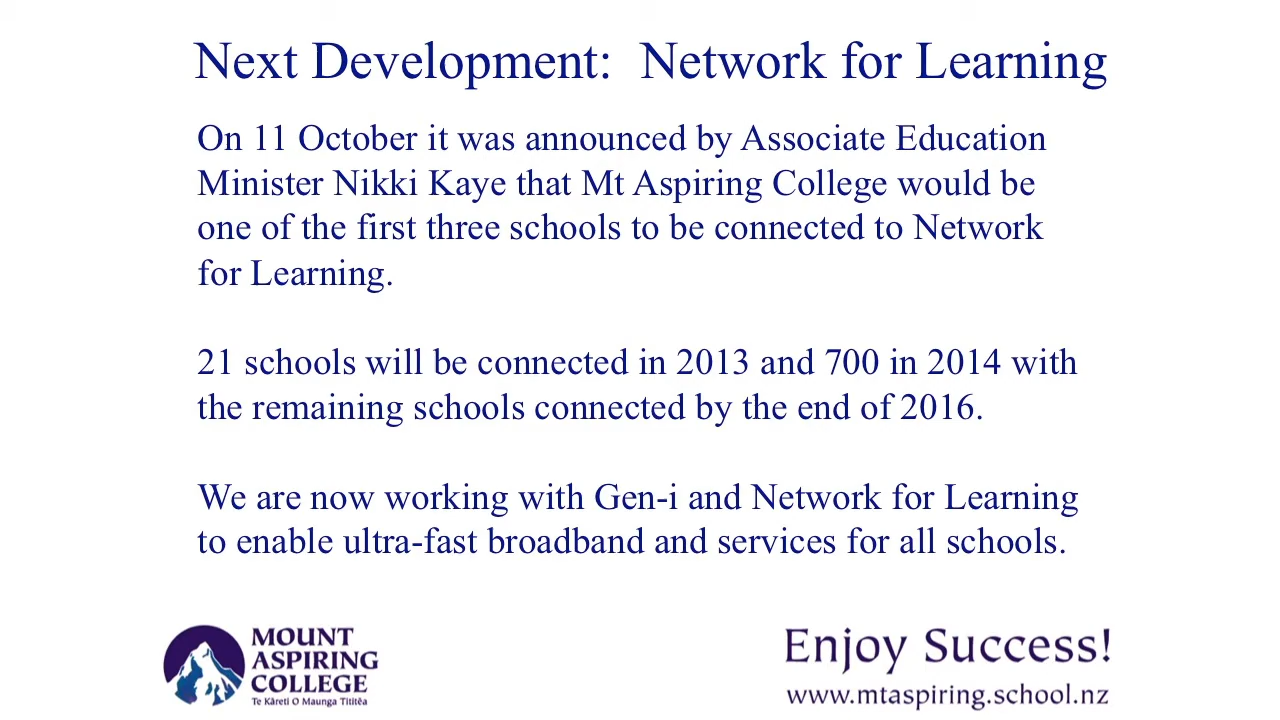 Next Development:  Network for Learning
On 11 October it was announced by Associate Education
Minister Nikki Kaye that Mt Aspiring College would be
one of the first three schools to be connected to Network
for Learning.
21 schools will be connected in 2013 and 700 in 2014 with
the remaining schools connected by the end of 2016.
We are now working with Gen-i and Network for Learning
to enable ultra-fast broadband and services for all schools.
MOUNT
ASPIRING
COLLEGE
Te Kāreti O Maunga Tititēa
Enjoy Success!
www.mtaspiring.school.nz